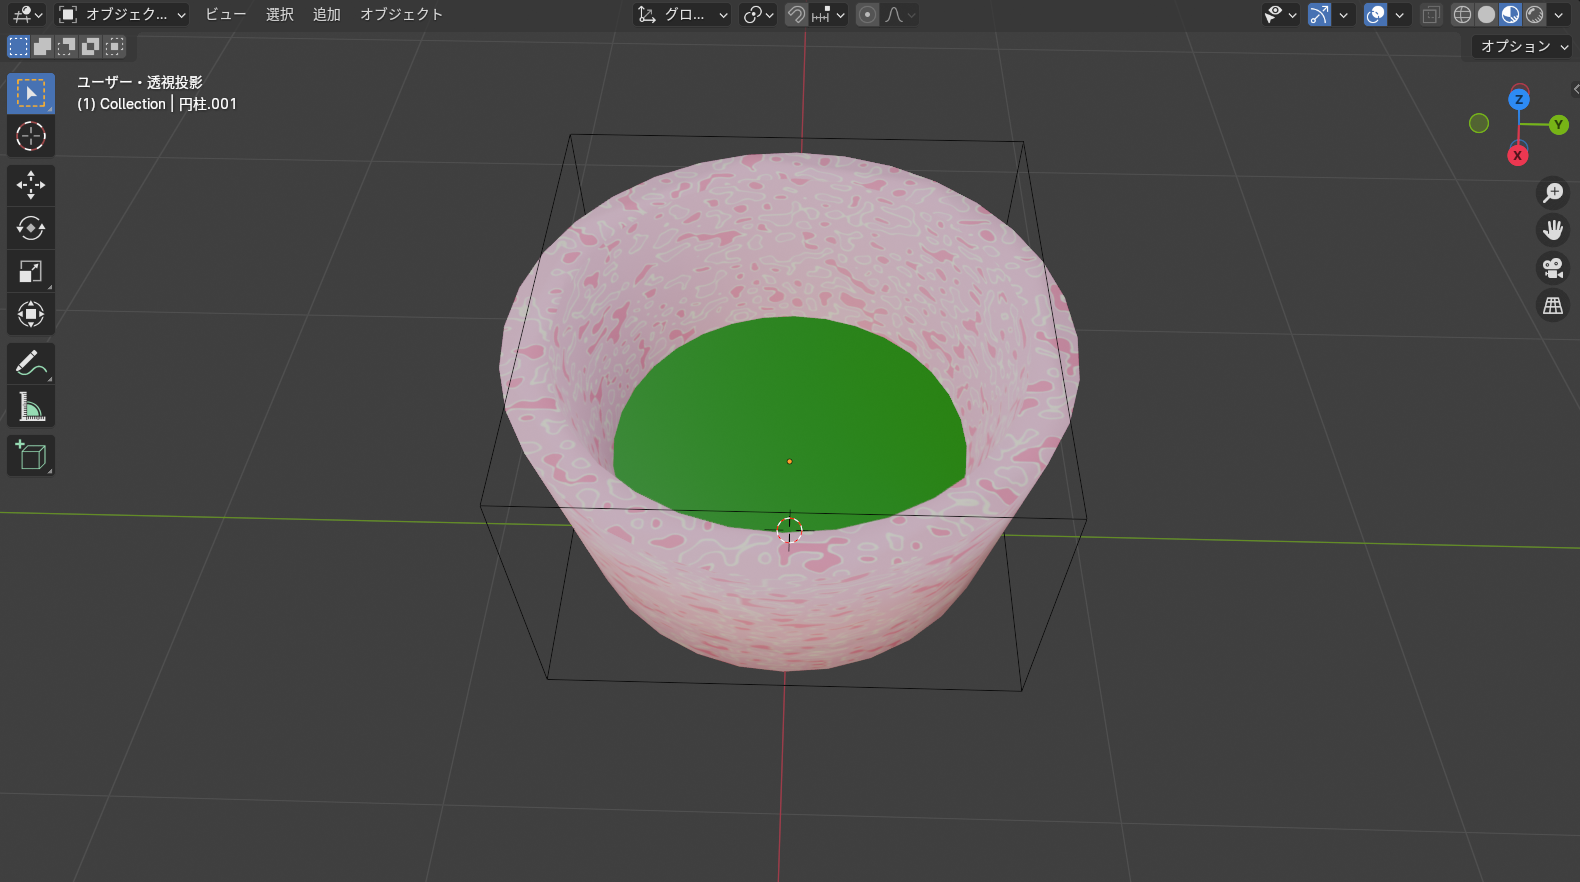 オブジェク...
ビュー
選択
追加
オブジェクト
グロ...
オプション
ユーザー・透視投影
(1) Collection | 円柱.001
Z
Y
X